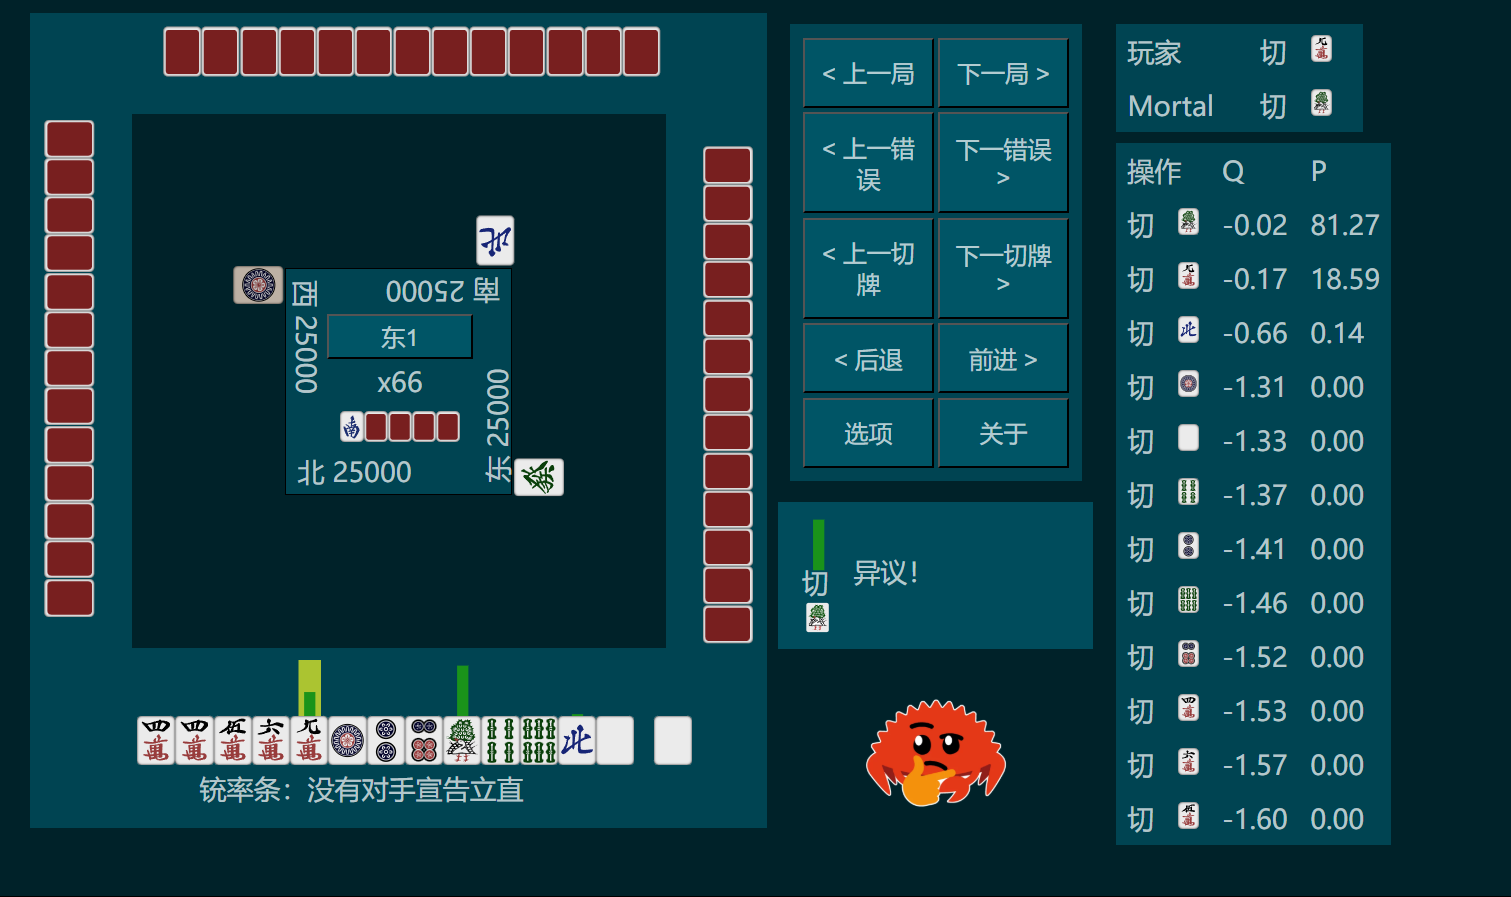 南 25000
西 25000
东1
x66
东 25000
北 25000
铳率条：没有对手宣告立直
< 上一局
下一局 >
< 上一错误
下一错误 >
< 上一切牌
下一切牌 >
< 后退
前进 >
选项
关于
切
异议！
玩家 切
Mortal 切
操作 Q P
切 -0.02 81.27
切 -0.17 18.59
切 -0.66 0.14
切 -1.31 0.00
切 -1.33 0.00
切 -1.37 0.00
切 -1.41 0.00
切 -1.46 0.00
切 -1.52 0.00
切 -1.53 0.00
切 -1.57 0.00
切 -1.60 0.00